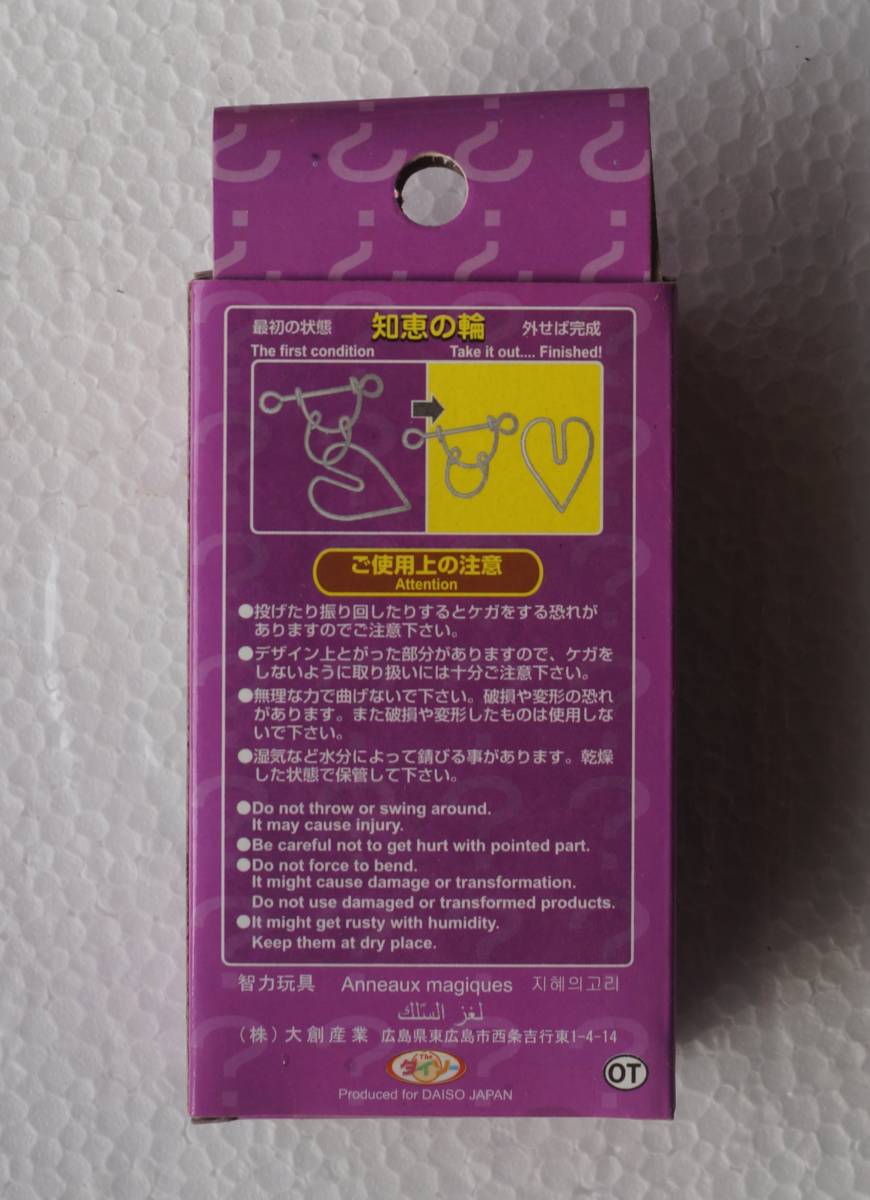 最初の状態 知恵の輪 外せば完成
The first condition Take it out.... Finished!
ご使用上の注意
Attention
●投げたり振り回したりするとケガをする恐れが
ありますのでご注意下さい。
●デザイン上とがった部分がありますので、ケガを
しないように取り扱いには十分ご注意下さい。
●無理な力で曲げないで下さい。破損や変形の恐れ
があります。また破損や変形したものは使用しな
いで下さい。
●湿気など水分によって錆びる事があります。乾燥
した状態で保管して下さい。
●Do not throw or swing around.
It may cause injury.
●Be careful not to get hurt with pointed part.
●Do not force to bend.
It might cause damage or transformation.
Do not use damaged or transformed products.
●It might get rusty with humidity.
Keep them at dry place.
智力玩具 Anneaux magiques 지혜의고리
لغز السّلك
(株)大創産業 広島県東広島市西条吉行東1-4-14
The
ダイソー
OT
Produced for DAISO JAPAN